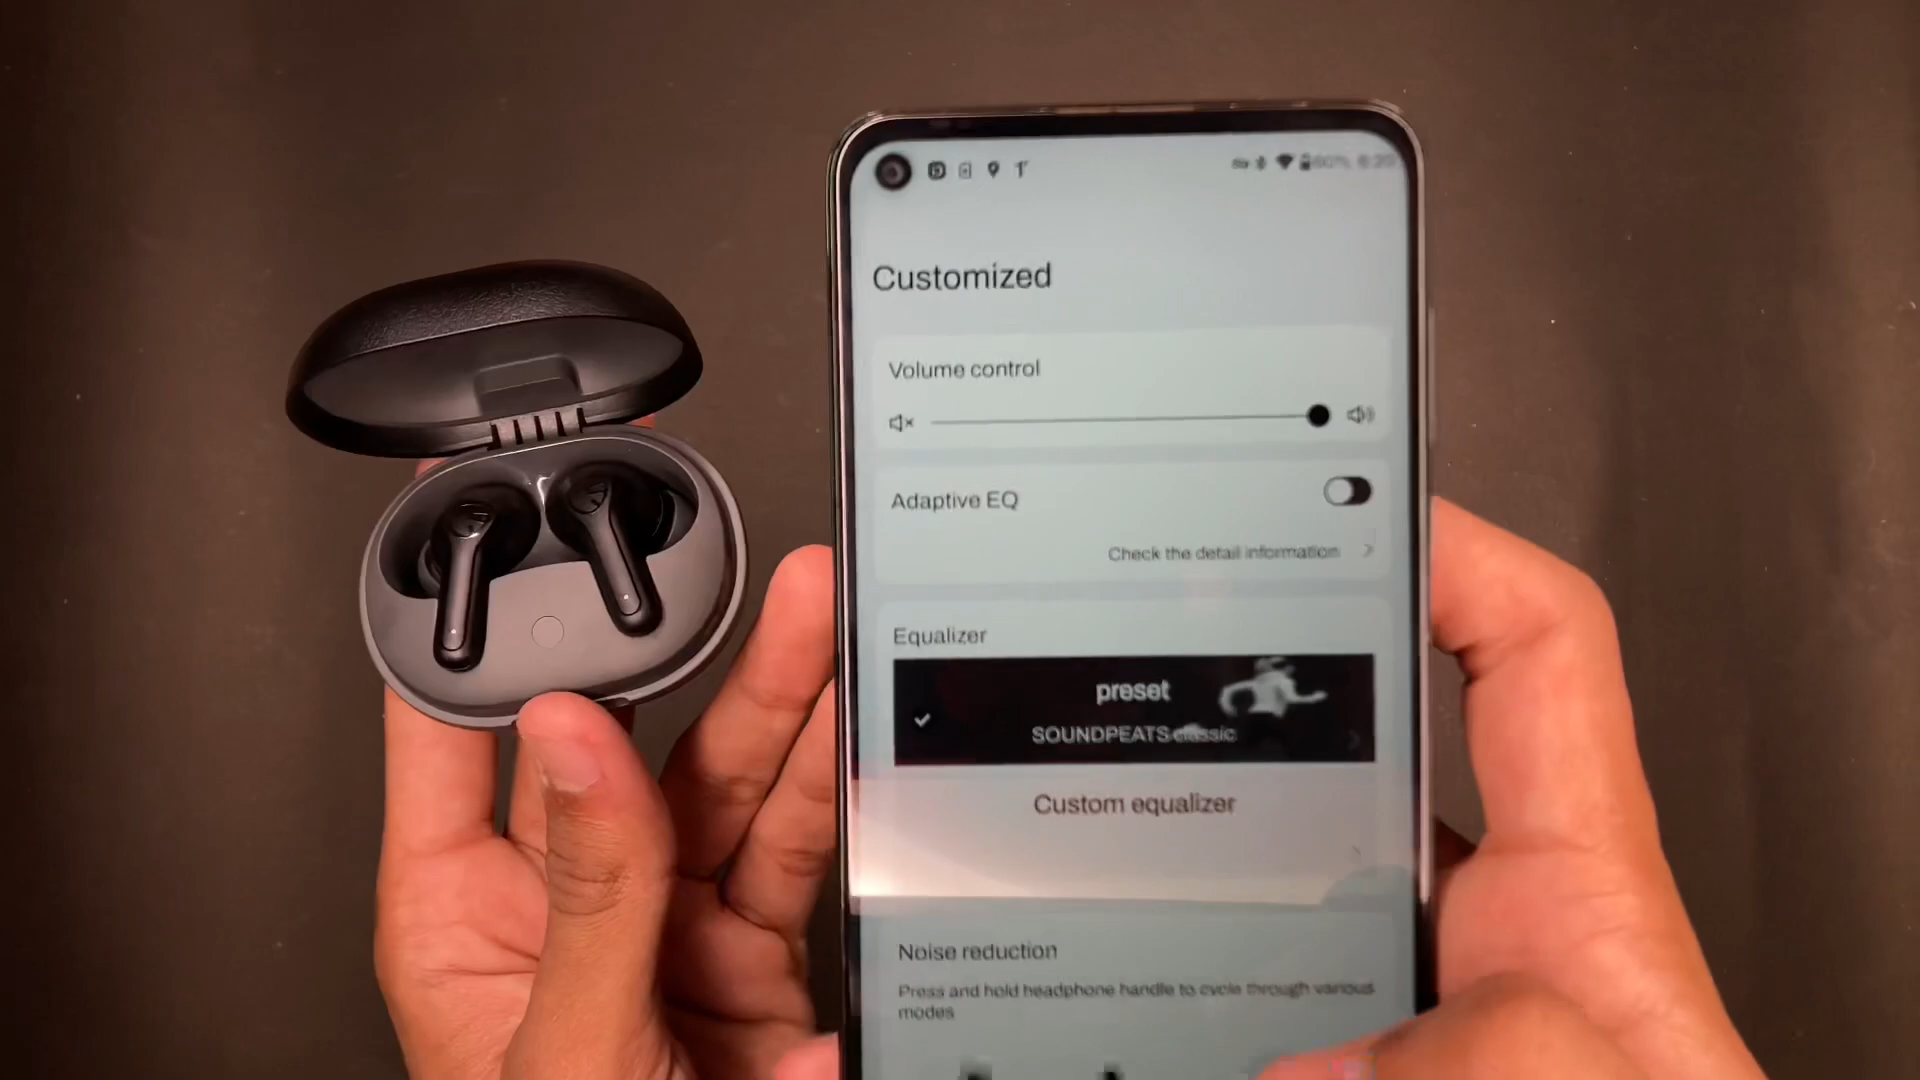 Customized
Volume control
Adaptive EQ
Check the detail information
Equalizer
preset
SOUNDPEATS classic
Custom equalizer
Noise reduction
Press and hold headphone handle to cycle through various
modes